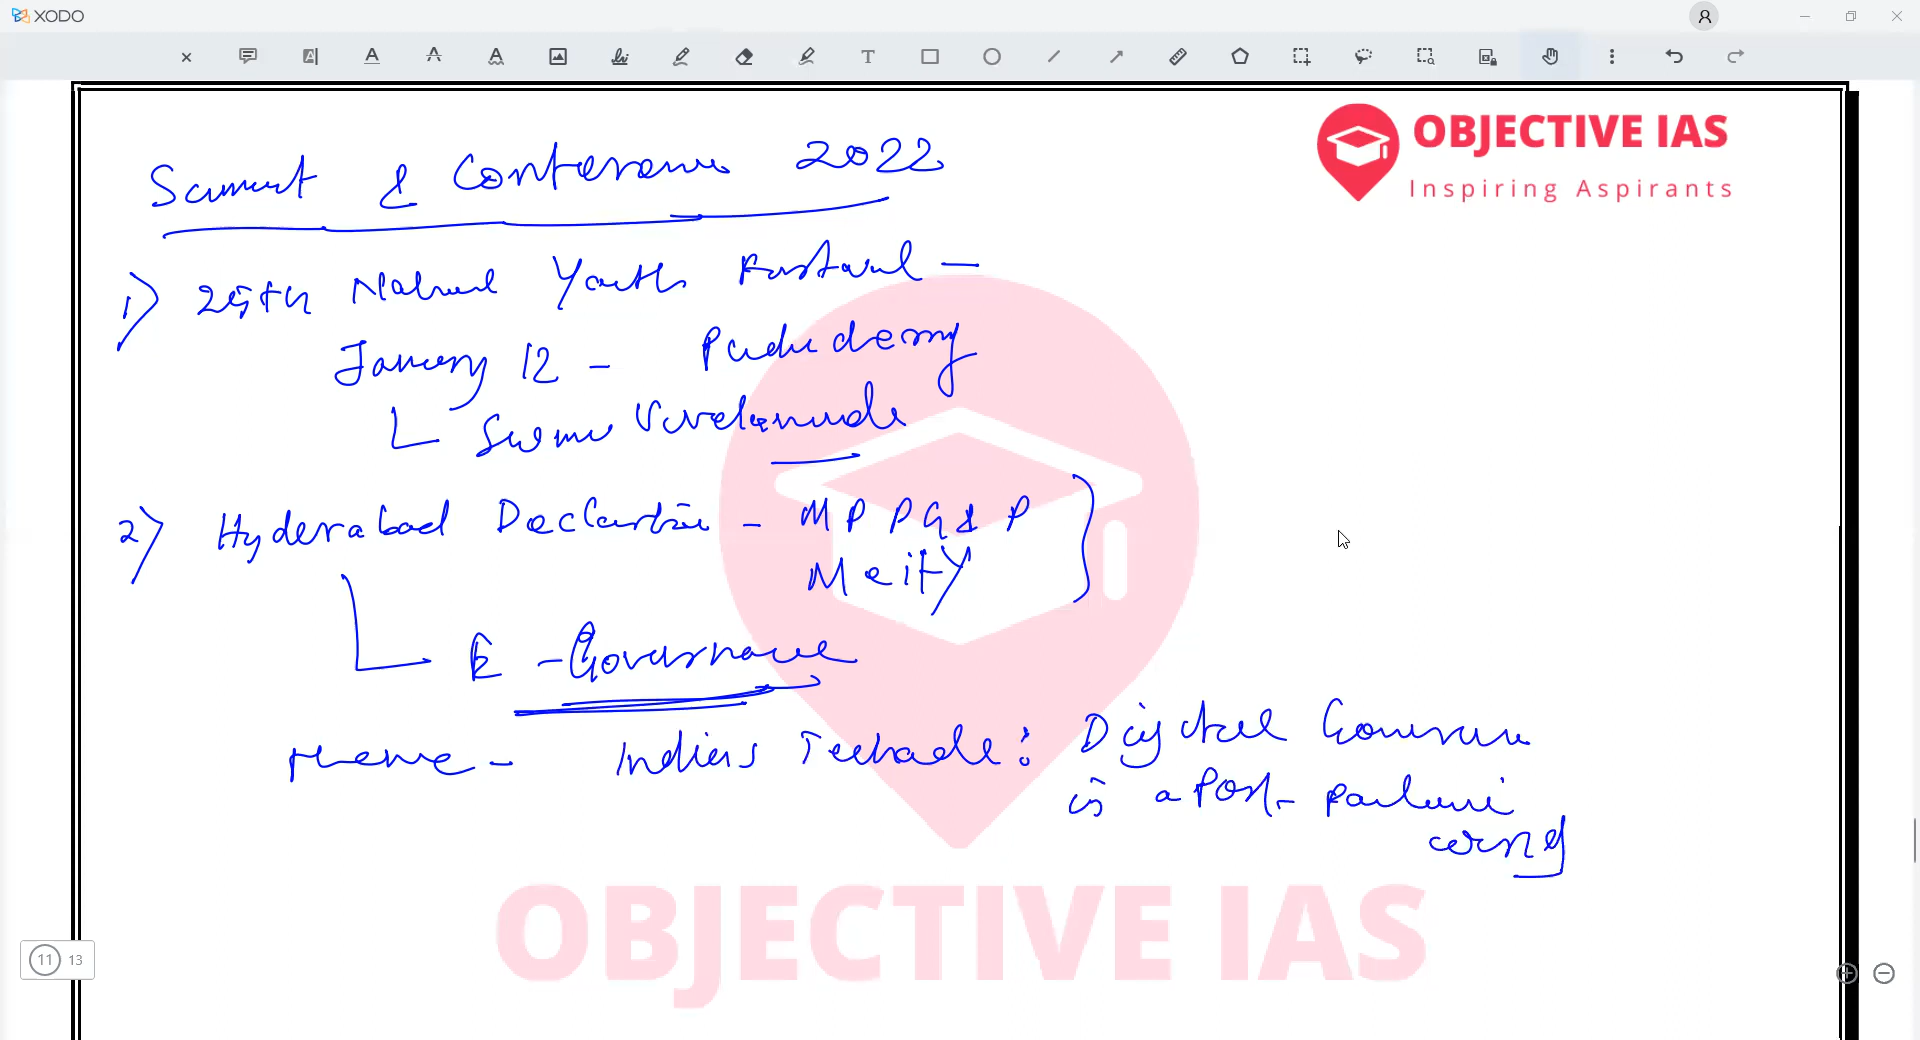 XODO
OBJECTIVE IAS
Inspiring Aspirants
Summit & Conference 2022
1) 25th National Youth Festival -
January 12 - Puducherry
Swami Vivekananda
2) Hyderabad Declaration - MPPG&P
MeitY
E-Governance
Theme - India's Techade: Digital Governance
is a Post-Pandemic
world
OBJECTIVE IAS
11 13